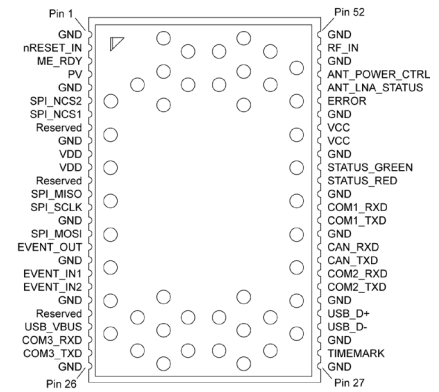 Pin 1
Pin 52
GND
nRESET_IN
ME_RDY
PV
GND
SPI_NCS2
SPI_NCS1
Reserved
GND
VDD
VDD
Reserved
SPI_MISO
SPI_SCLK
GND
SPI_MOSI
EVENT_OUT
GND
EVENT_IN1
EVENT_IN2
GND
Reserved
USB_VBUS
COM3_RXD
COM3_TXD
GND
GND
RF_IN
GND
ANT_POWER_CTRL
ANT_LNA_STATUS
ERROR
GND
VCC
VCC
GND
STATUS_GREEN
STATUS_RED
GND
COM1_RXD
COM1_TXD
GND
CAN_RXD
CAN_TXD
COM2_RXD
COM2_TXD
GND
USB_D+
USB_D-
GND
TIMEMARK
GND
Pin 26
Pin 27